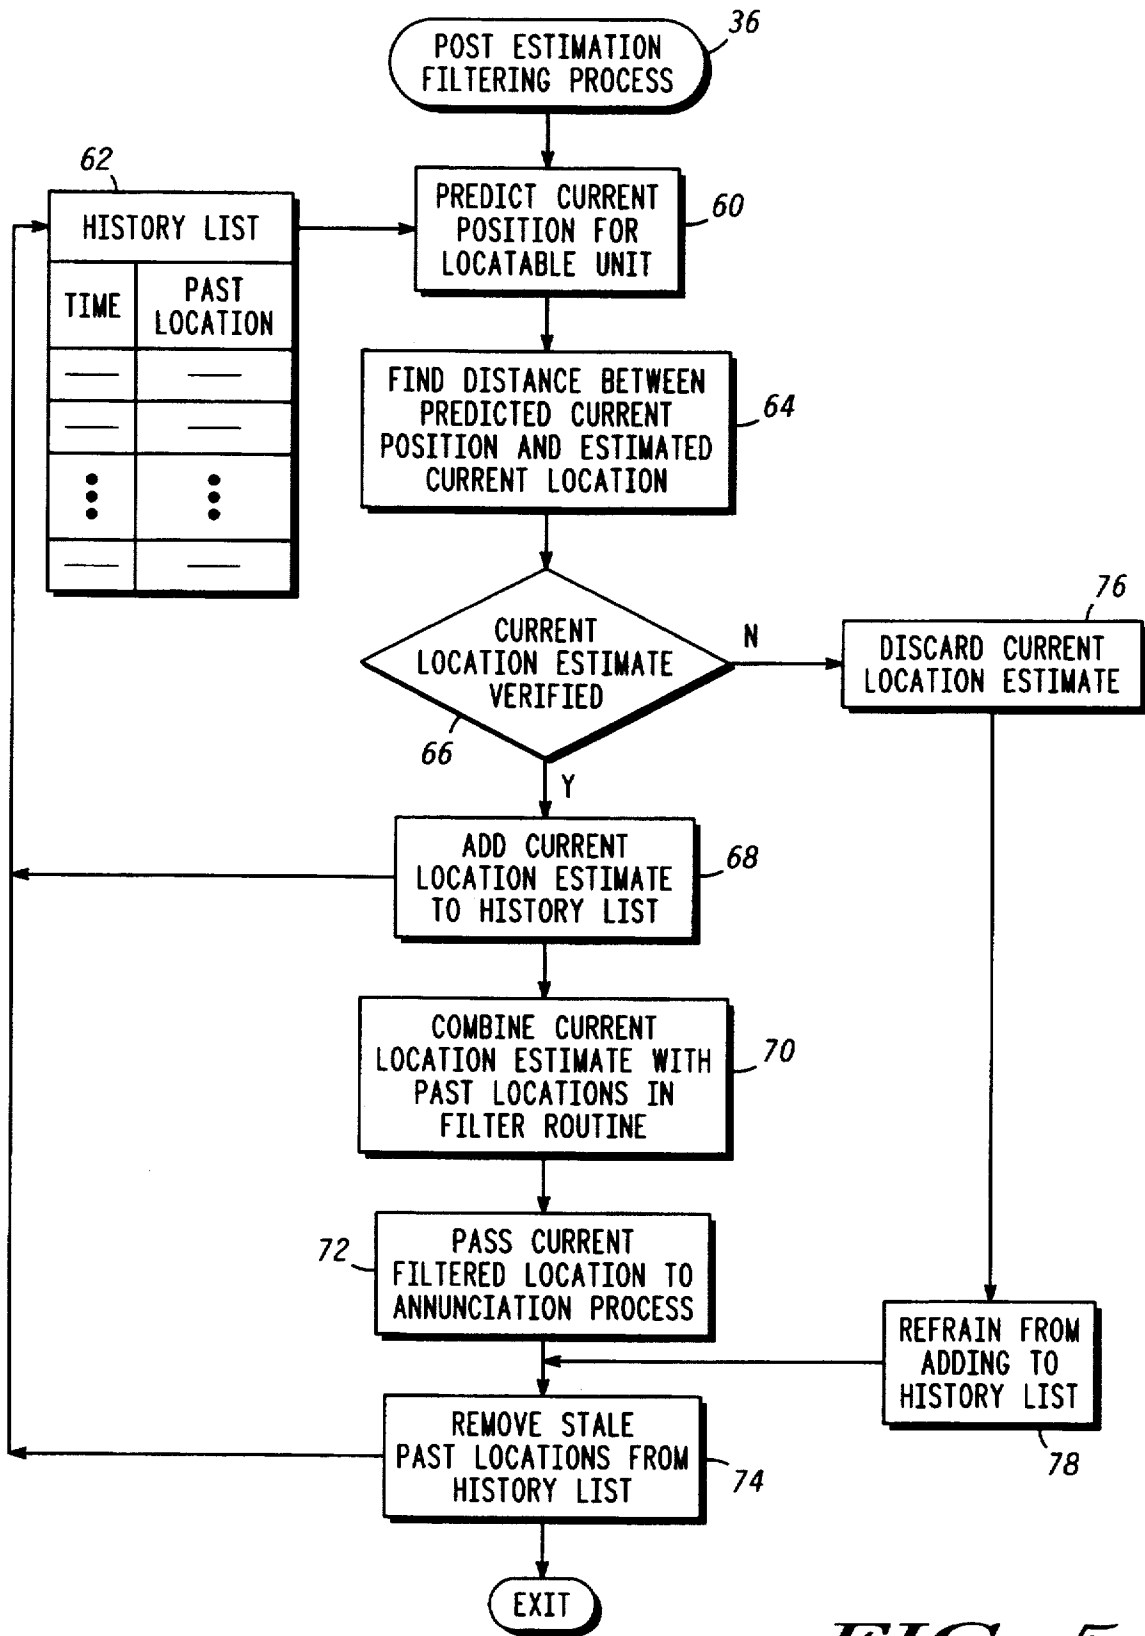 POST ESTIMATION
FILTERING PROCESS
36
62
HISTORY LIST
TIME
PAST
LOCATION
PREDICT CURRENT
POSITION FOR
LOCATABLE UNIT
60
FIND DISTANCE BETWEEN
PREDICTED CURRENT
POSITION AND ESTIMATED
CURRENT LOCATION
64
CURRENT
LOCATION ESTIMATE
VERIFIED
66
N
Y
76
DISCARD CURRENT
LOCATION ESTIMATE
ADD CURRENT
LOCATION ESTIMATE
TO HISTORY LIST
68
COMBINE CURRENT
LOCATION ESTIMATE WITH
PAST LOCATIONS IN
FILTER ROUTINE
70
72
PASS CURRENT
FILTERED LOCATION TO
ANNUNCIATION PROCESS
REFRAIN FROM
ADDING TO
HISTORY LIST
78
REMOVE STALE
PAST LOCATIONS FROM
HISTORY LIST
74
EXIT
FIG. 5